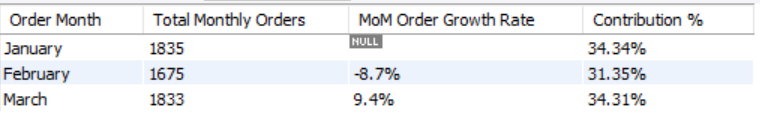 Order Month Total Monthly Orders MoM Order Growth Rate Contribution %
January 1835 NULL 34.34%
February 1675 -8.7% 31.35%
March 1833 9.4% 34.31%